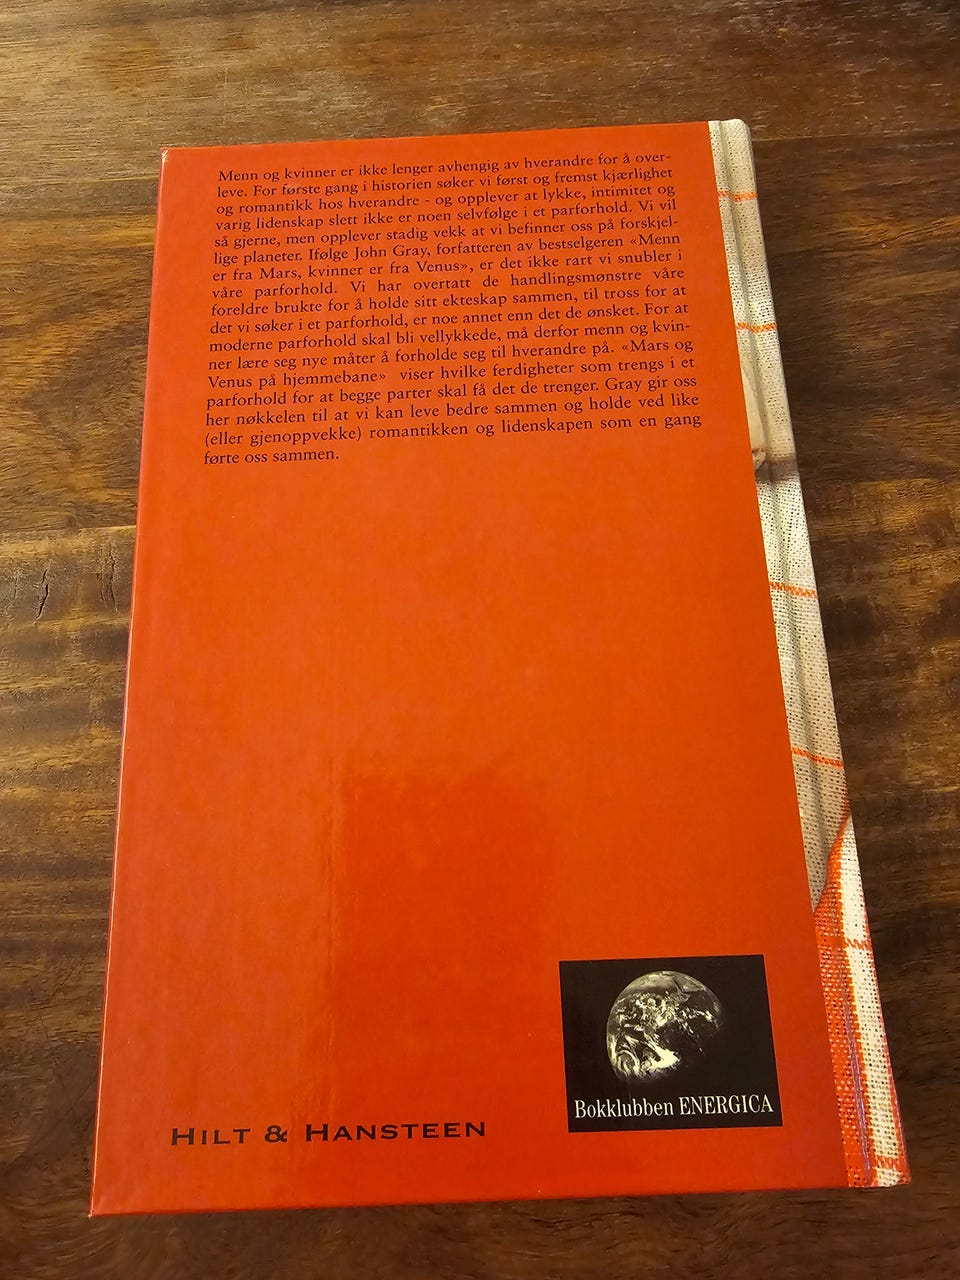 Menn og kvinner er ikke lenger avhengig av hverandre for å over-
leve. For første gang i historien søker vi først og fremst kjærlighet
og romantikk hos hverandre - og opplever at lykke, intimitet og
varig lidenskap slett ikke er noen selvfølge i et parforhold. Vi vil
så gjerne, men opplever stadig vekk at vi befinner oss på forskjel-
lige planeter. Ifølge John Gray, forfatteren av bestselgeren «Menn
er fra Mars, kvinner er fra Venus», er det ikke rart vi snubler i
våre parforhold. Vi har overtatt de handlingsmønstre våre
foreldre brukte for å holde sitt ekteskap sammen, til tross for at
det vi søker i et parforhold, er noe annet enn det de ønsket. For at
moderne parforhold skal bli vellykkede, må derfor menn og kvin-
ner lære seg nye måter å forholde seg til hverandre på. «Mars og
Venus på hjemmebane» viser hvilke ferdigheter som trengs i et
parforhold for at begge parter skal få det de trenger. Gray gir oss
her nøkkelen til at vi kan leve bedre sammen og holde ved like
(eller gjenoppvekke) romantikken og lidenskapen som en gang
førte oss sammen.
Bokklubben ENERGICA
HILT & HANSTEEN